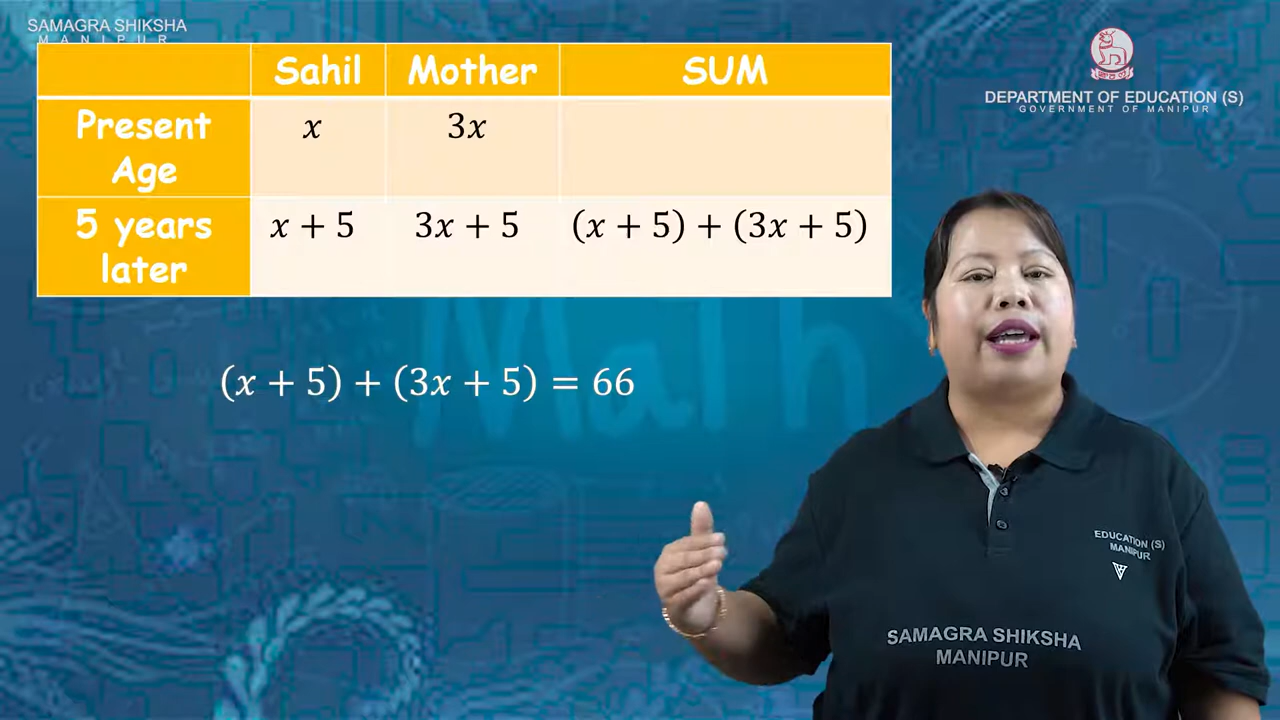 SAMAGRA SHIKSHA
MANIPUR
DEPARTMENT OF EDUCATION (S)
GOVERNMENT OF MANIPUR
Sahil Mother SUM
Present Age x 3x
5 years later x + 5 3x + 5 (x + 5) + (3x + 5)
Math
(x + 5) + (3x + 5) = 66
EDUCATION (S)
MANIPUR
SAMAGRA SHIKSHA
MANIPUR